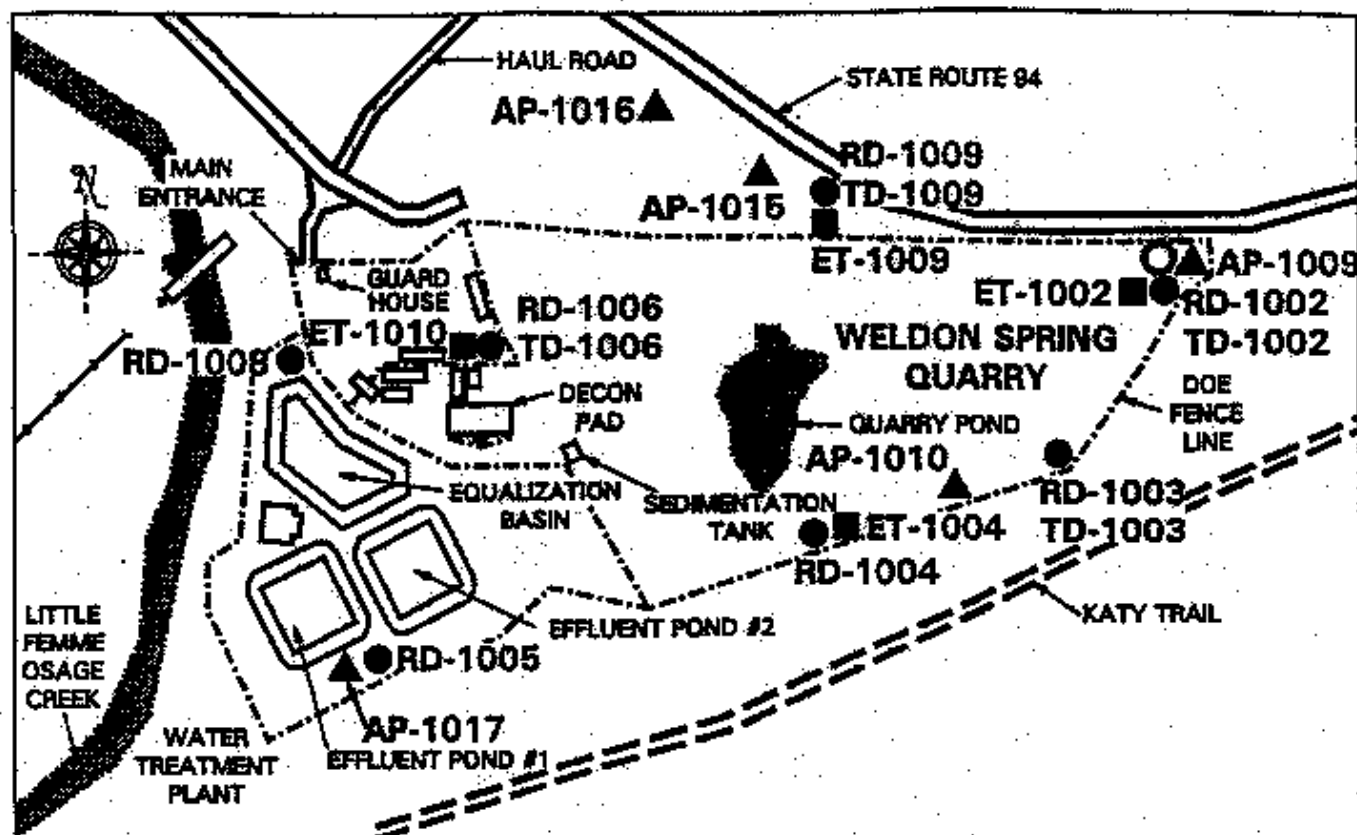 HAUL ROAD
STATE ROUTE 94
AP-1016
MAIN
ENTRANCE
RD-1009
TD-1009
AP-1015
ET-1009
N
GUARD
HOUSE
AP-1009
ET-1002
RD-1002
TD-1002
RD-1006
TD-1006
ET-1010
RD-1008
WELDON SPRING
QUARRY
DECON
PAD
DOE
FENCE
LINE
QUARRY POND
AP-1010
EQUALIZATION
BASIN
SEDIMENTATION
TANK
RD-1003
TD-1003
ET-1004
RD-1004
LITTLE
FEMME
OSAGE
CREEK
EFFLUENT POND #2
KATY TRAIL
RD-1005
AP-1017
EFFLUENT POND #1
WATER
TREATMENT
PLANT